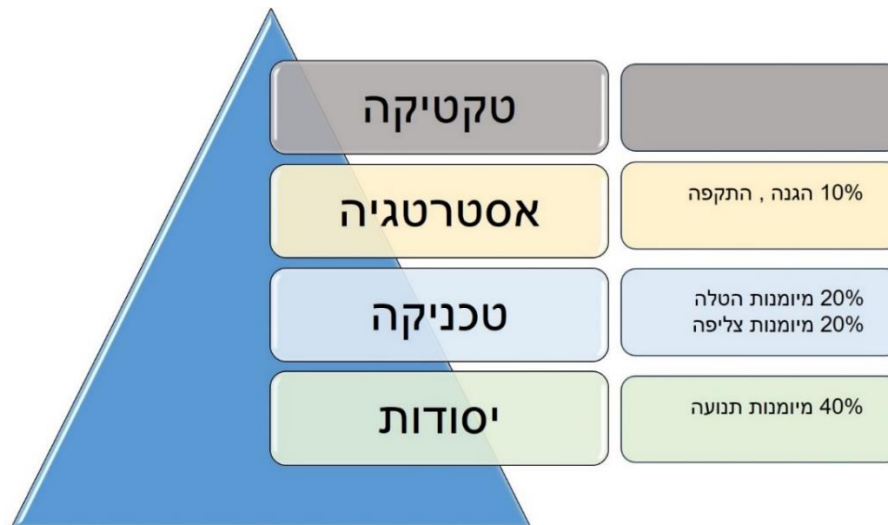 טקטיקה
אסטרטגיה
10% הגנה , התקפה
טכניקה
20% מיומנות הטלה
20% מיומנות צליפה
יסודות
40% מיומנות תנועה